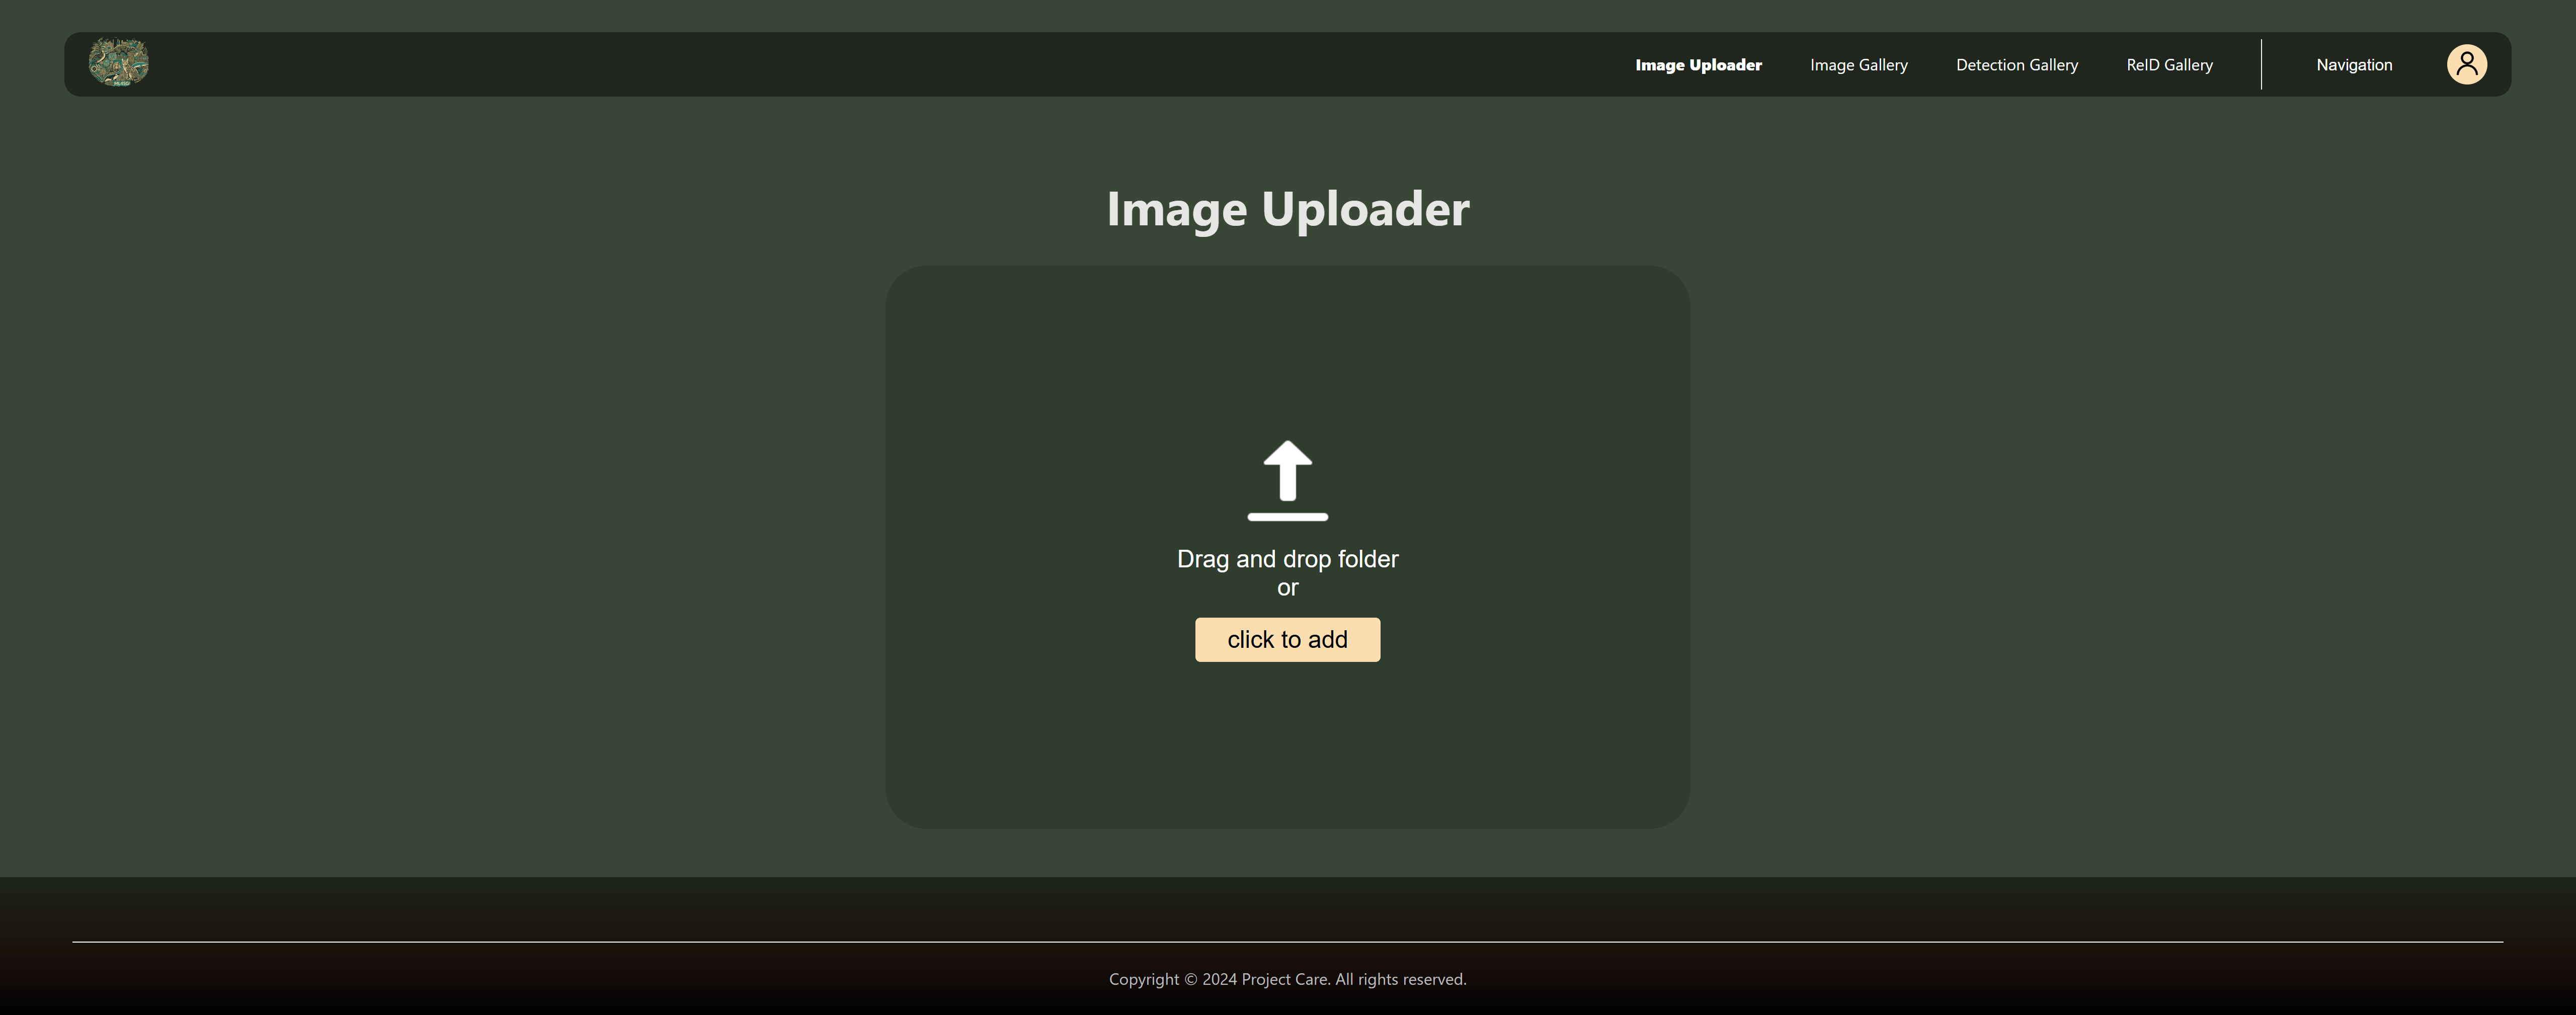 Image Uploader
Image Gallery
Detection Gallery
ReID Gallery
Navigation
Image Uploader
Drag and drop folder
or
click to add
Copyright © 2024 Project Care. All rights reserved.